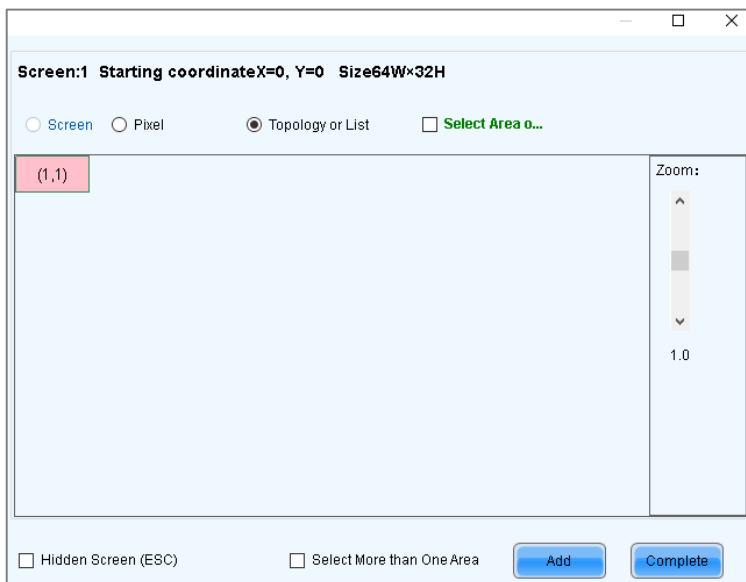 Screen:1 Starting coordinateX=0, Y=0 Size64W×32H
Screen Pixel Topology or List Select Area o...
(1,1)
Zoom:
1.0
Hidden Screen (ESC) Select More than One Area Add Complete